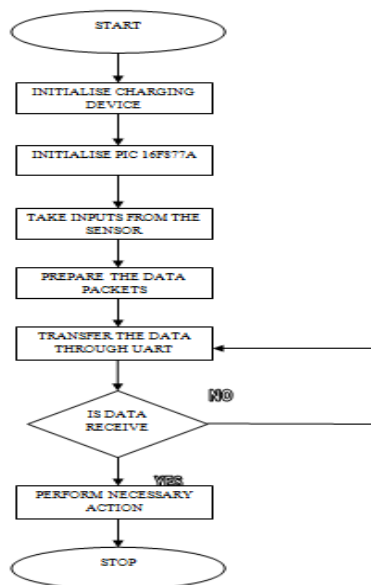 START
INITIALISE CHARGING
DEVICE
INITIALISE PIC 16F877A
TAKE INPUTS FROM THE
SENSOR
PREPARE THE DATA
PACKETS
TRANSFER THE DATA
THROUGH UART
NO
IS DATA
RECEIVE
YES
PERFORM NECESSARY
ACTION
STOP